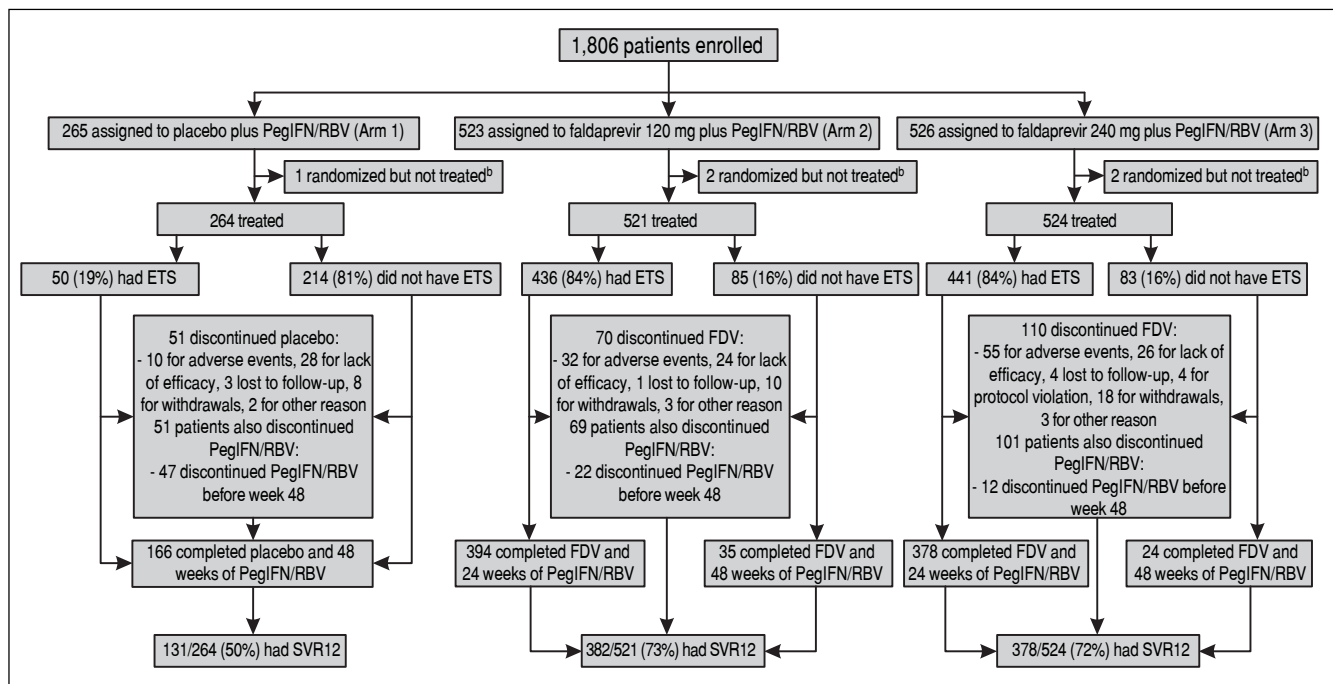 1,806 patients enrolled
265 assigned to placebo plus PegIFN/RBV (Arm 1)
523 assigned to faldaprevir 120 mg plus PegIFN/RBV (Arm 2)
526 assigned to faldaprevir 240 mg plus PegIFN/RBV (Arm 3)
1 randomized but not treatedᵇ
2 randomized but not treatedᵇ
2 randomized but not treatedᵇ
264 treated
521 treated
524 treated
50 (19%) had ETS
214 (81%) did not have ETS
436 (84%) had ETS
85 (16%) did not have ETS
441 (84%) had ETS
83 (16%) did not have ETS
51 discontinued placebo:
- 10 for adverse events, 28 for lack
of efficacy, 3 lost to follow-up, 8
for withdrawals, 2 for other reason
51 patients also discontinued
PegIFN/RBV:
- 47 discontinued PegIFN/RBV
before week 48
70 discontinued FDV:
- 32 for adverse events, 24 for lack
of efficacy, 1 lost to follow-up, 10
for withdrawals, 3 for other reason
69 patients also discontinued
PegIFN/RBV:
- 22 discontinued PegIFN/RBV
before week 48
110 discontinued FDV:
- 55 for adverse events, 26 for lack of
efficacy, 4 lost to follow-up, 4 for
protocol violation, 18 for withdrawals,
3 for other reason
101 patients also discontinued
PegIFN/RBV:
- 12 discontinued PegIFN/RBV before
week 48
166 completed placebo and 48
weeks of PegIFN/RBV
394 completed FDV and
24 weeks of PegIFN/RBV
35 completed FDV and
48 weeks of PegIFN/RBV
378 completed FDV and
24 weeks of PegIFN/RBV
24 completed FDV and
48 weeks of PegIFN/RBV
131/264 (50%) had SVR12
382/521 (73%) had SVR12
378/524 (72%) had SVR12